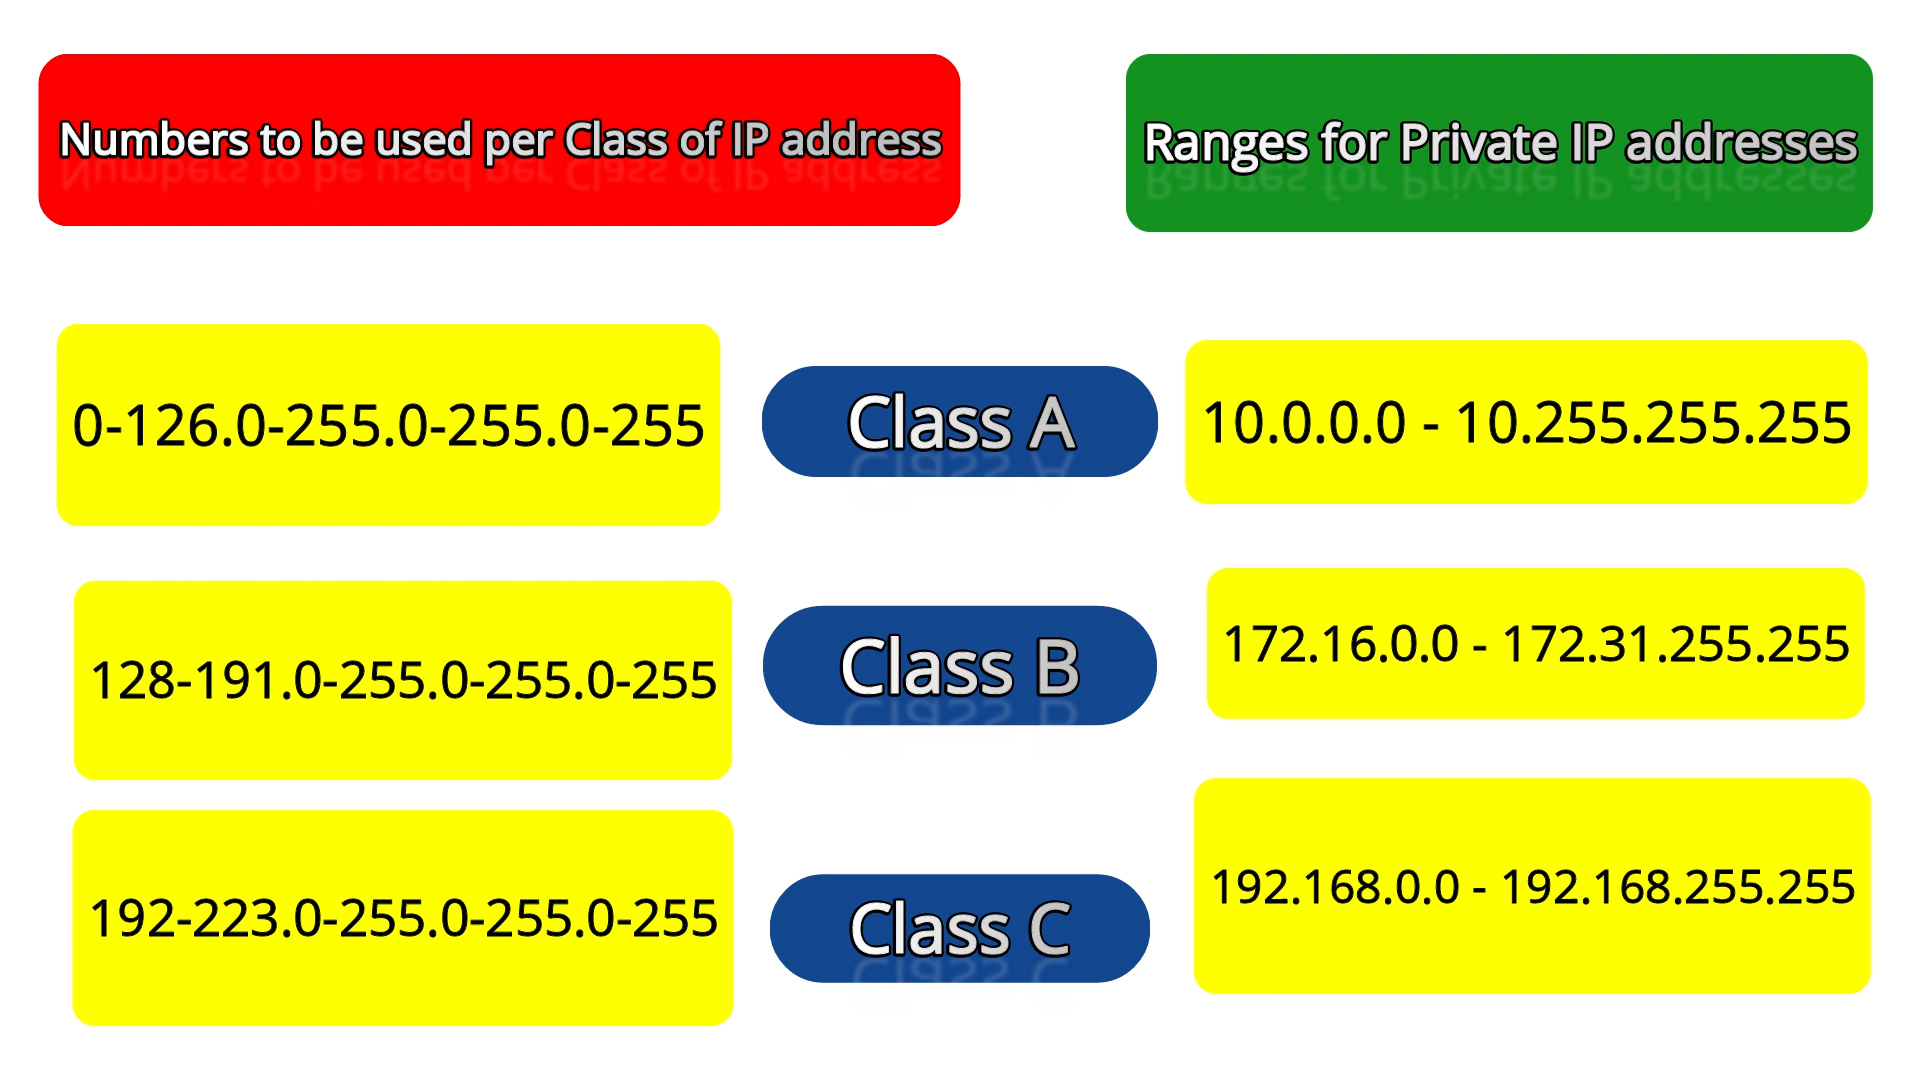 Numbers to be used per Class of IP address
Ranges for Private IP addresses
0-126.0-255.0-255.0-255
Class A
10.0.0.0 - 10.255.255.255
128-191.0-255.0-255.0-255
Class B
172.16.0.0 - 172.31.255.255
192-223.0-255.0-255.0-255
Class C
192.168.0.0 - 192.168.255.255